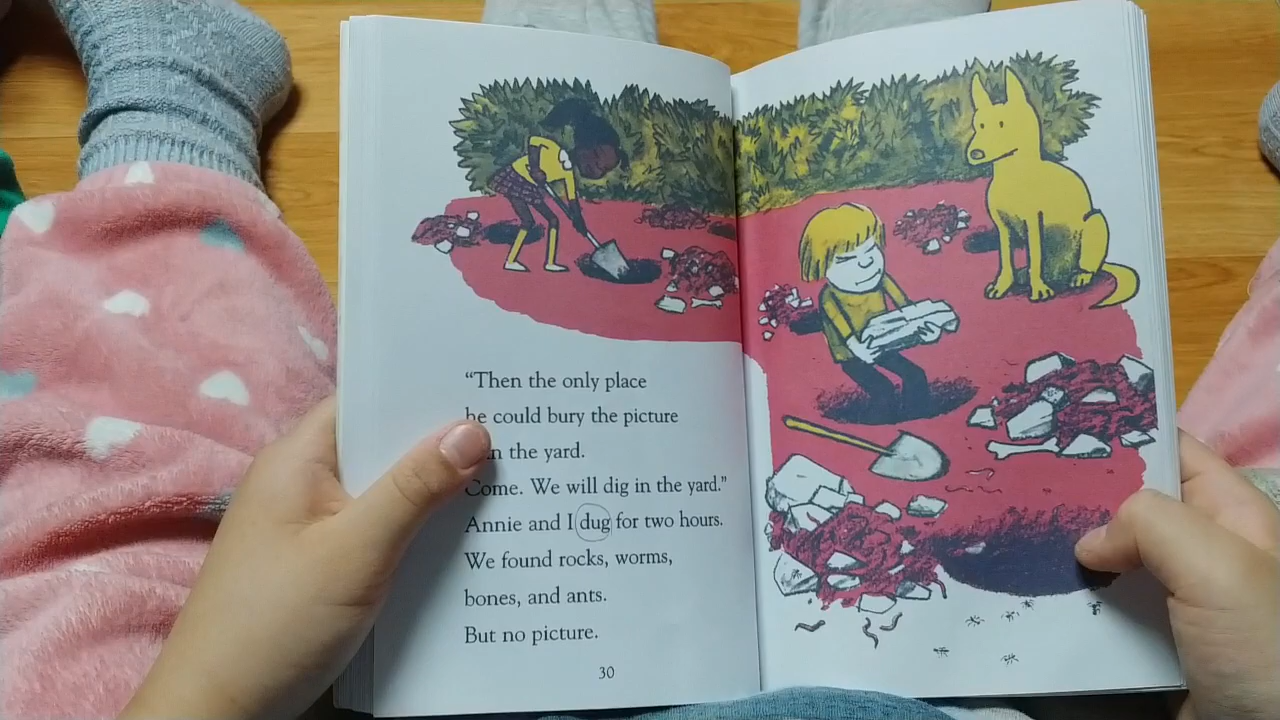 “Then the only place
he could bury the picture
in the yard.
Come. We will dig in the yard.”
Annie and I dug for two hours.
We found rocks, worms,
bones, and ants.
But no picture.
30